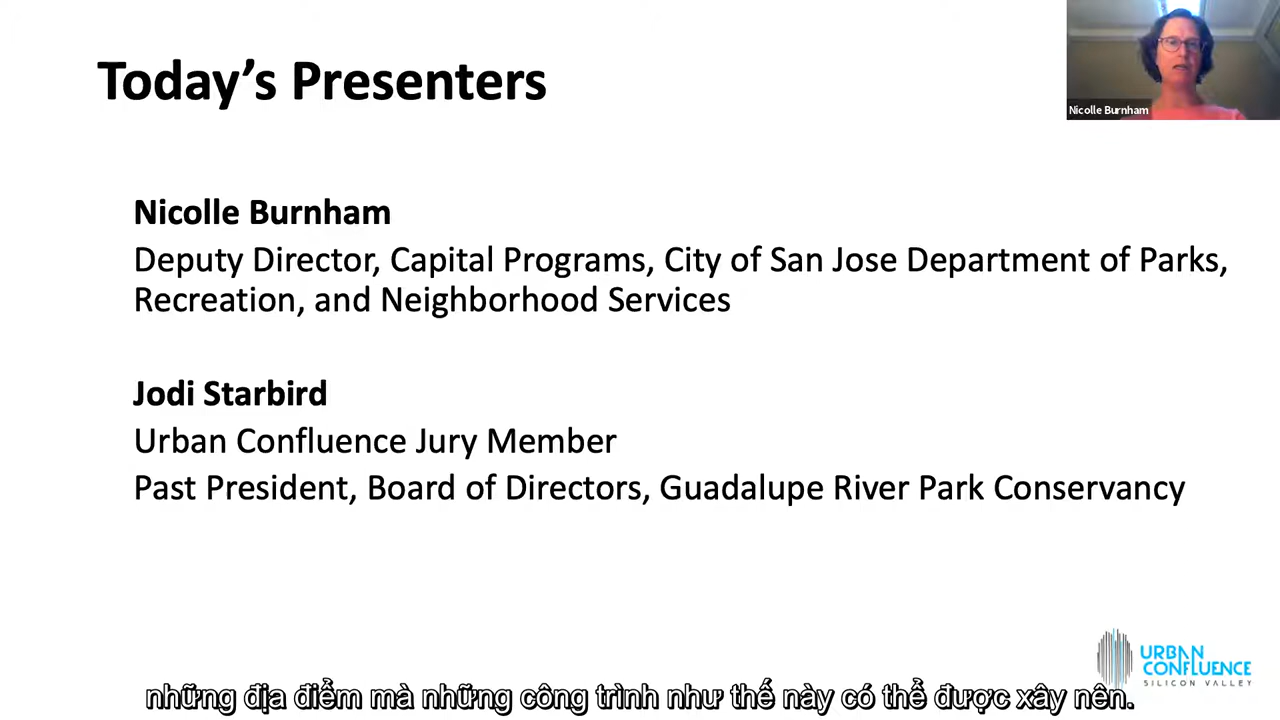 Today's Presenters
Nicolle Burnham
Nicolle Burnham
Deputy Director, Capital Programs, City of San Jose Department of Parks,
Recreation, and Neighborhood Services
Jodi Starbird
Urban Confluence Jury Member
Past President, Board of Directors, Guadalupe River Park Conservancy
URBAN
CONFLUENCE
SILICON VALLEY
những địa điểm mà những công trình như thế này có thể được xây nên.